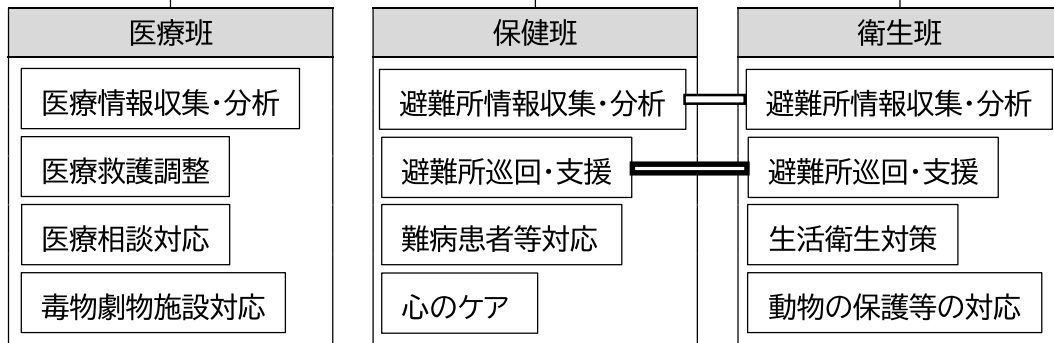 医療班
医療情報収集・分析
医療救護調整
医療相談対応
毒物劇物施設対応
保健班
避難所情報収集・分析
避難所巡回・支援
難病患者等対応
心のケア
衛生班
避難所情報収集・分析
避難所巡回・支援
生活衛生対策
動物の保護等の対応